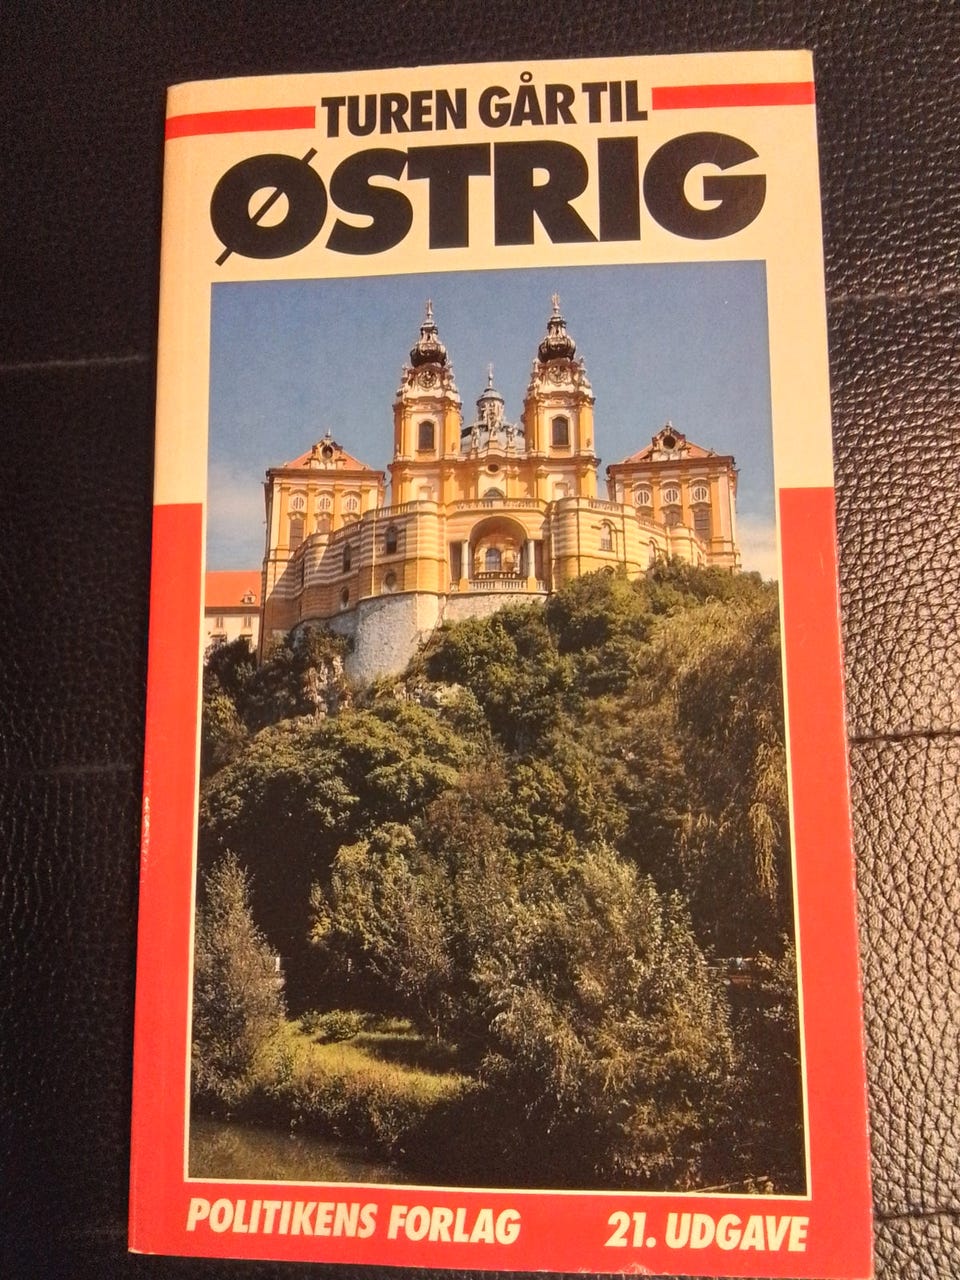 TUREN GÅR TIL
ØSTRIG
POLITIKENS FORLAG 21. UDGAVE